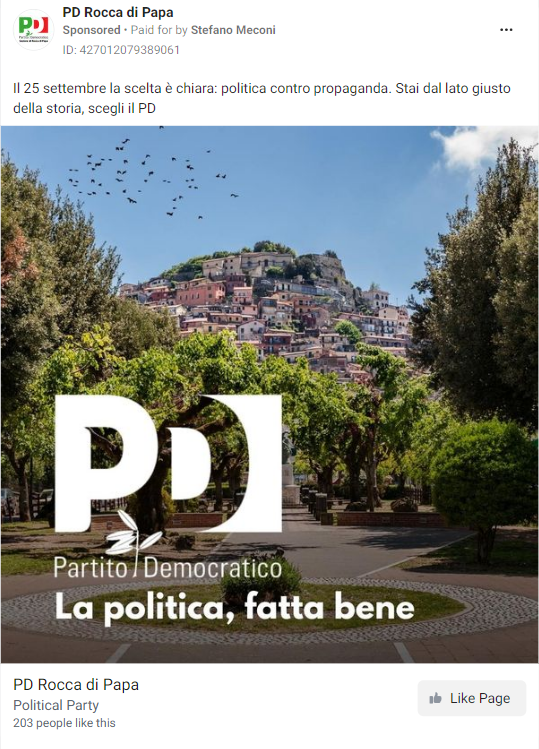 PD Rocca di Papa
Sponsored • Paid for by Stefano Meconi
ID: 427012079389061
Il 25 settembre la scelta è chiara: politica contro propaganda. Stai dal lato giusto
della storia, scegli il PD
PD
Partito Democratico
La politica, fatta bene
PD Rocca di Papa
Political Party
203 people like this
Like Page